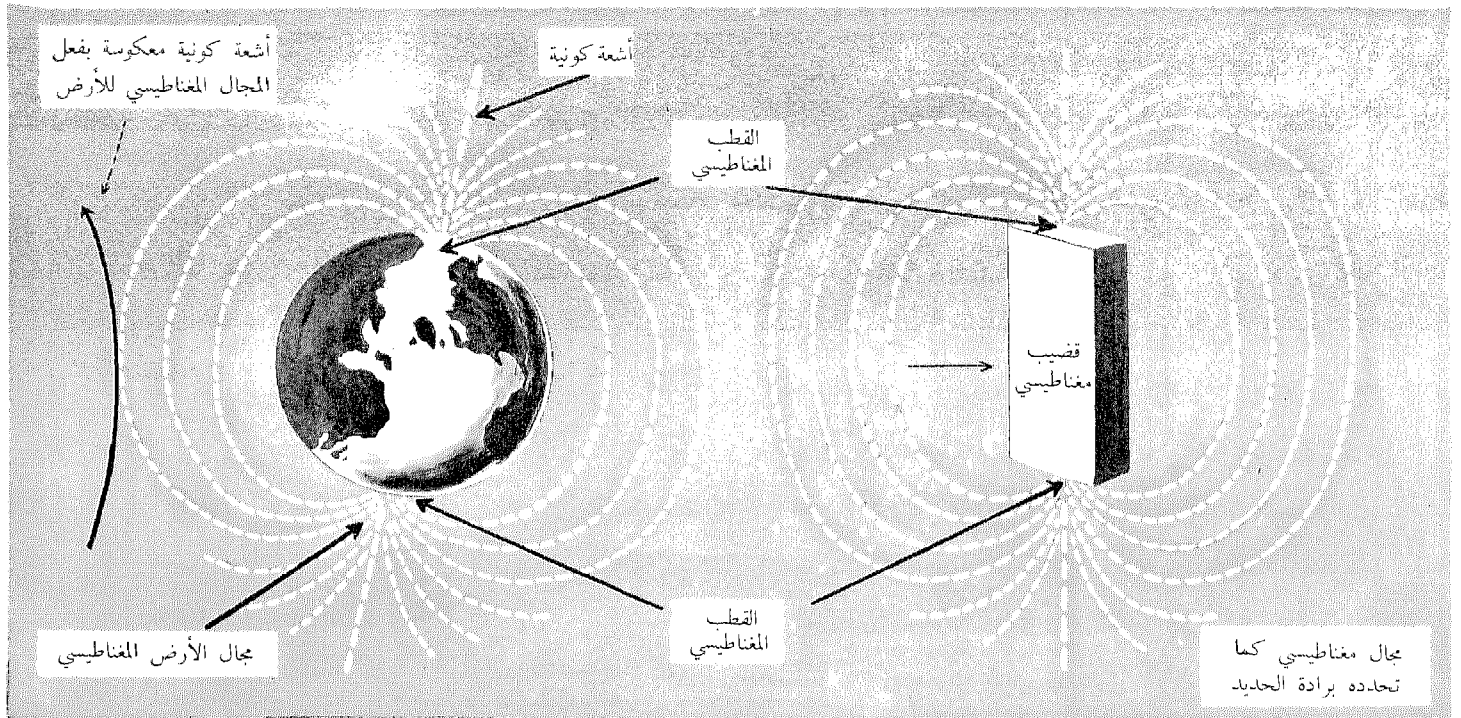 أشعة كونية معكوسة بفعل
المجال المغناطيسي للأرض
أشعة كونية
القطب
المغناطيسي
قضيب
مغناطيسي
القطب
المغناطيسي
مجال الأرض المغناطيسي
مجال مغناطيسي كما
تحدده برادة الحديد